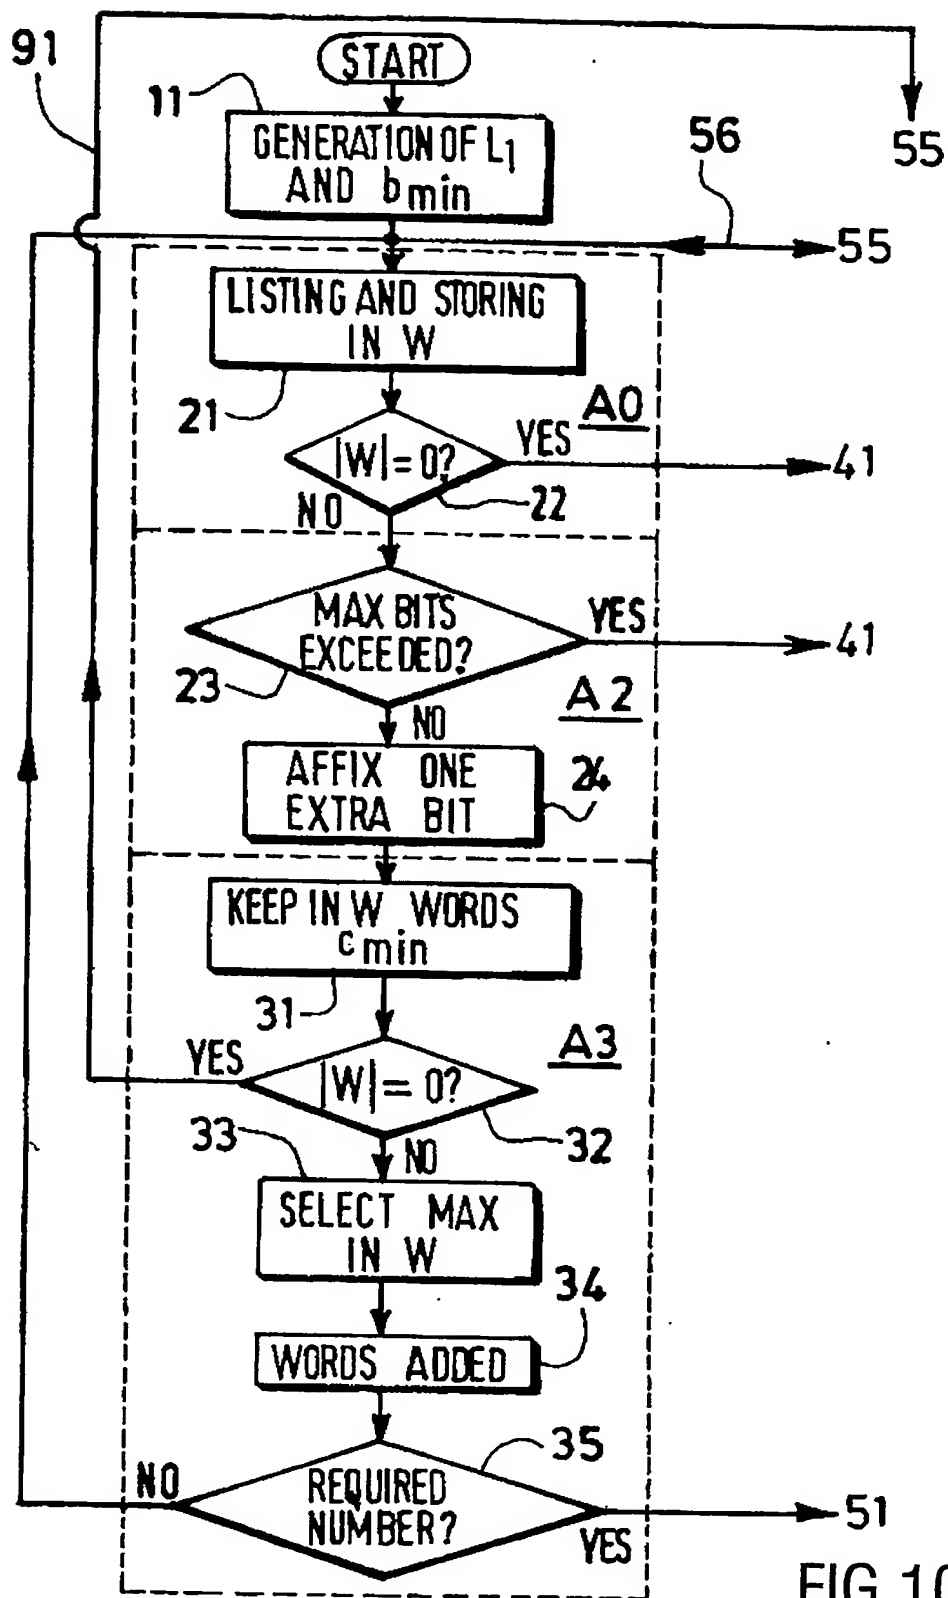 91
START
11
55
GENERATION OF L1
AND bmin
56
55
LISTING AND STORING
IN W
21
A0
|W|= 0?
YES
41
22
NO
MAX BITS
EXCEEDED?
YES
41
23
A2
NO
AFFIX ONE
EXTRA BIT
24
KEEP IN W WORDS
cmin
31
A3
YES
|W|= 0?
33
32
NO
SELECT MAX
IN W
34
WORDS ADDED
35
NO
REQUIRED
NUMBER?
51
YES